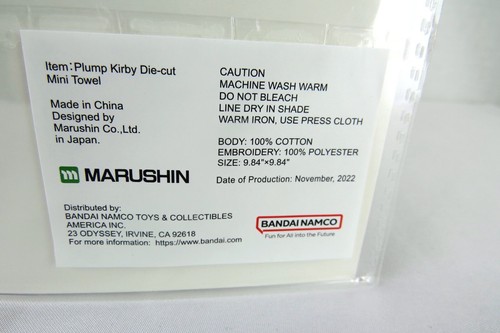 Item: Plump Kirby Die-cut
Mini Towel
Made in China
Designed by
Marushin Co.,Ltd.
in Japan.
MARUSHIN
CAUTION
MACHINE WASH WARM
DO NOT BLEACH
LINE DRY IN SHADE
WARM IRON, USE PRESS CLOTH
BODY: 100% COTTON
EMBROIDERY: 100% POLYESTER
SIZE: 9.84"×9.84"
Date of Production: November, 2022
Distributed by:
BANDAI NAMCO TOYS & COLLECTIBLES
AMERICA INC.
23 ODYSSEY, IRVINE, CA 92618
For more information: https://www.bandai.com
BANDAI NAMCO
Fun for All into the Future